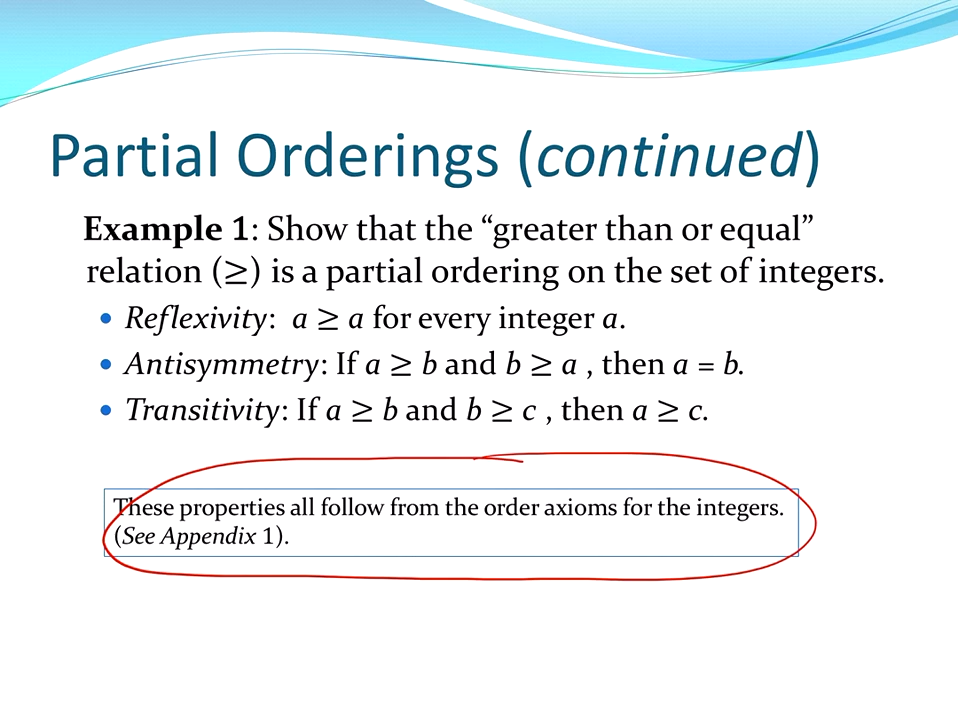 Partial Orderings (continued)
Example 1: Show that the “greater than or equal”
relation (≥) is a partial ordering on the set of integers.
• Reflexivity: a ≥ a for every integer a.
• Antisymmetry: If a ≥ b and b ≥ a , then a = b.
• Transitivity: If a ≥ b and b ≥ c , then a ≥ c.
These properties all follow from the order axioms for the integers.
(See Appendix 1).